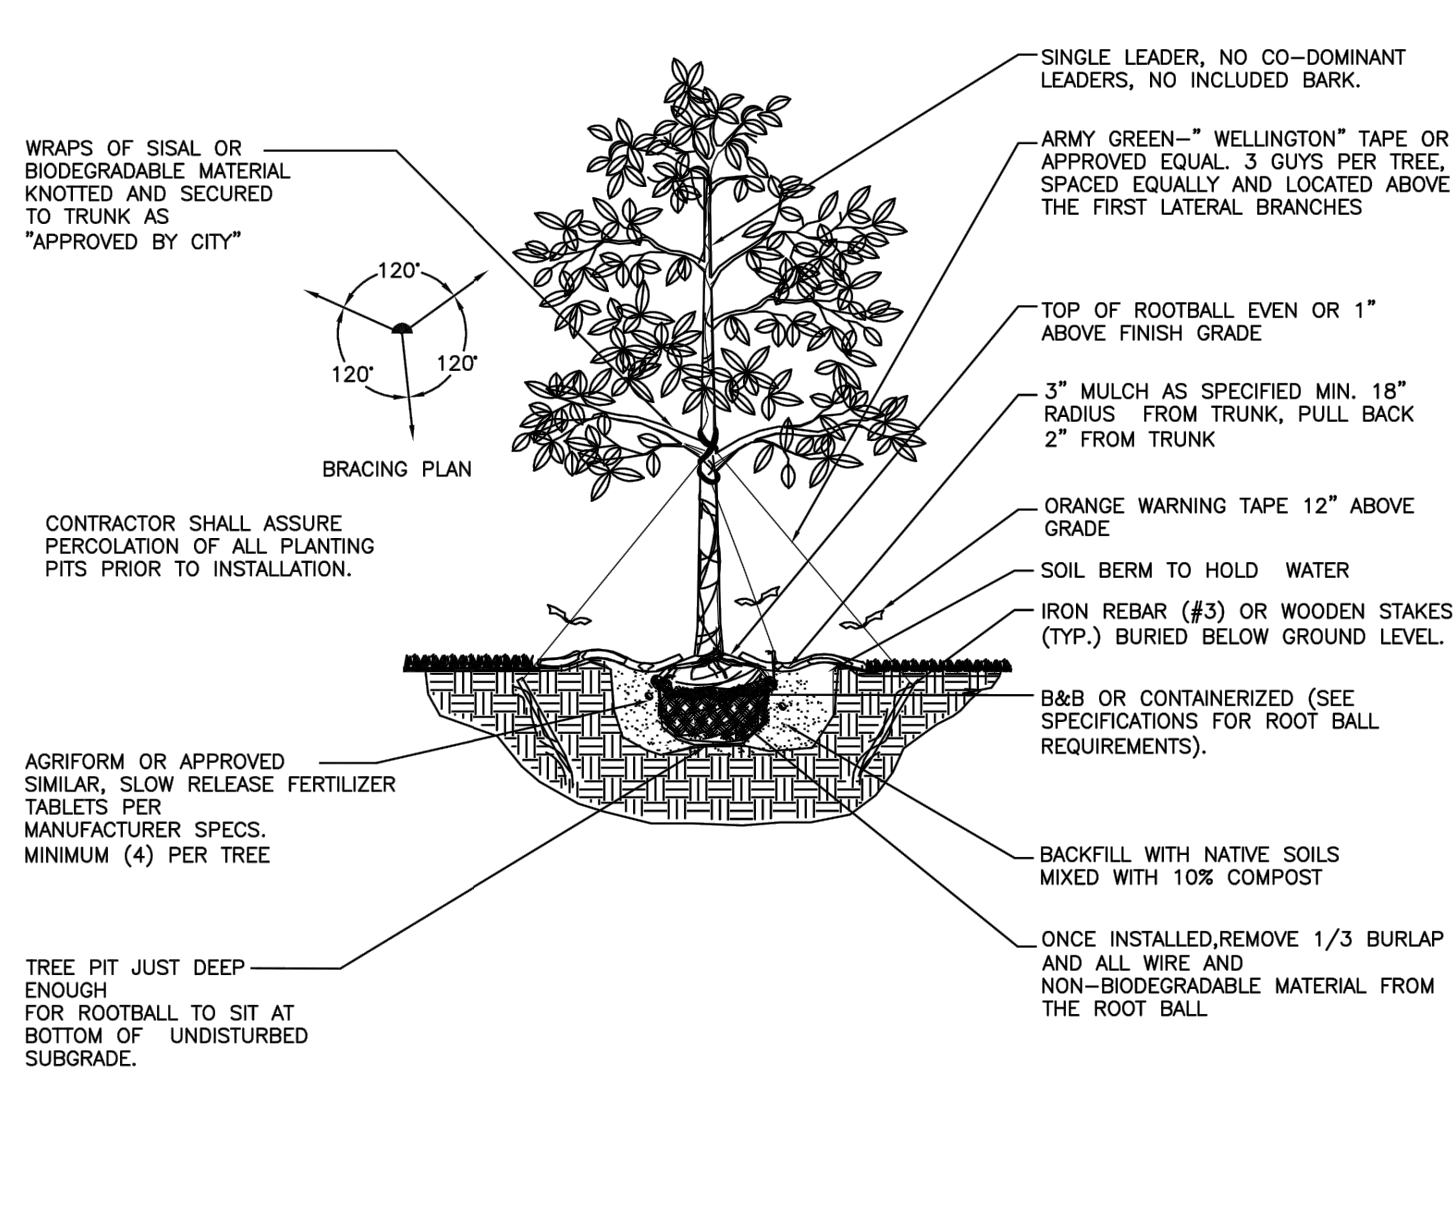 SINGLE LEADER, NO CO-DOMINANT
LEADERS, NO INCLUDED BARK.
ARMY GREEN-" WELLINGTON" TAPE OR
APPROVED EQUAL. 3 GUYS PER TREE,
SPACED EQUALLY AND LOCATED ABOVE
THE FIRST LATERAL BRANCHES
WRAPS OF SISAL OR
BIODEGRADABLE MATERIAL
KNOTTED AND SECURED
TO TRUNK AS
"APPROVED BY CITY"
120°
120°
120°
BRACING PLAN
TOP OF ROOTBALL EVEN OR 1"
ABOVE FINISH GRADE
3" MULCH AS SPECIFIED MIN. 18"
RADIUS FROM TRUNK, PULL BACK
2" FROM TRUNK
CONTRACTOR SHALL ASSURE
PERCOLATION OF ALL PLANTING
PITS PRIOR TO INSTALLATION.
ORANGE WARNING TAPE 12" ABOVE
GRADE
SOIL BERM TO HOLD WATER
IRON REBAR (#3) OR WOODEN STAKES
(TYP.) BURIED BELOW GROUND LEVEL.
B&B OR CONTAINERIZED (SEE
SPECIFICATIONS FOR ROOT BALL
REQUIREMENTS).
AGRIFORM OR APPROVED
SIMILAR, SLOW RELEASE FERTILIZER
TABLETS PER
MANUFACTURER SPECS.
MINIMUM (4) PER TREE
BACKFILL WITH NATIVE SOILS
MIXED WITH 10% COMPOST
ONCE INSTALLED,REMOVE 1/3 BURLAP
AND ALL WIRE AND
NON-BIODEGRADABLE MATERIAL FROM
THE ROOT BALL
TREE PIT JUST DEEP
ENOUGH
FOR ROOTBALL TO SIT AT
BOTTOM OF UNDISTURBED
SUBGRADE.